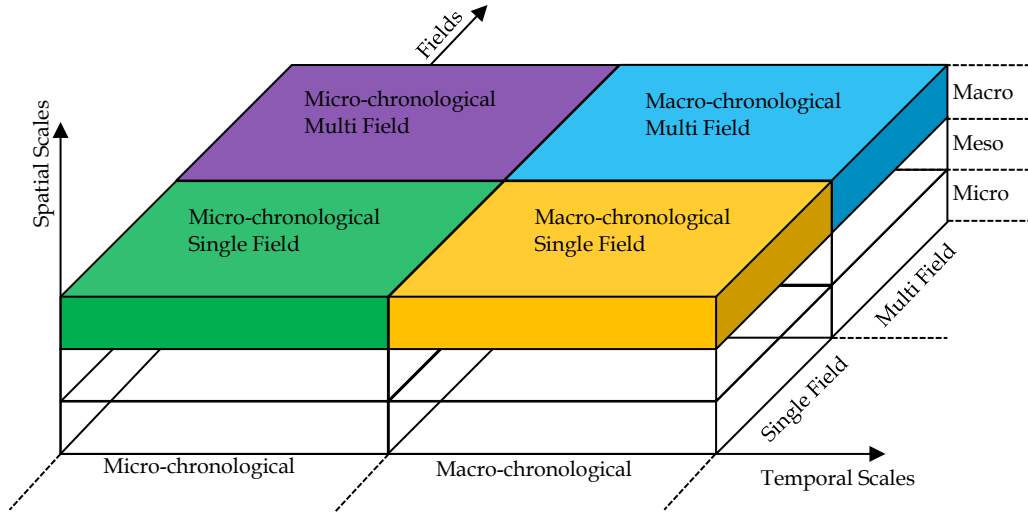 Fields
Micro-chronological
Multi Field
Macro-chronological
Multi Field
Macro
Meso
Micro
Spatial Scales
Micro-chronological
Single Field
Macro-chronological
Single Field
Multi Field
Single Field
Micro-chronological
Macro-chronological
Temporal Scales